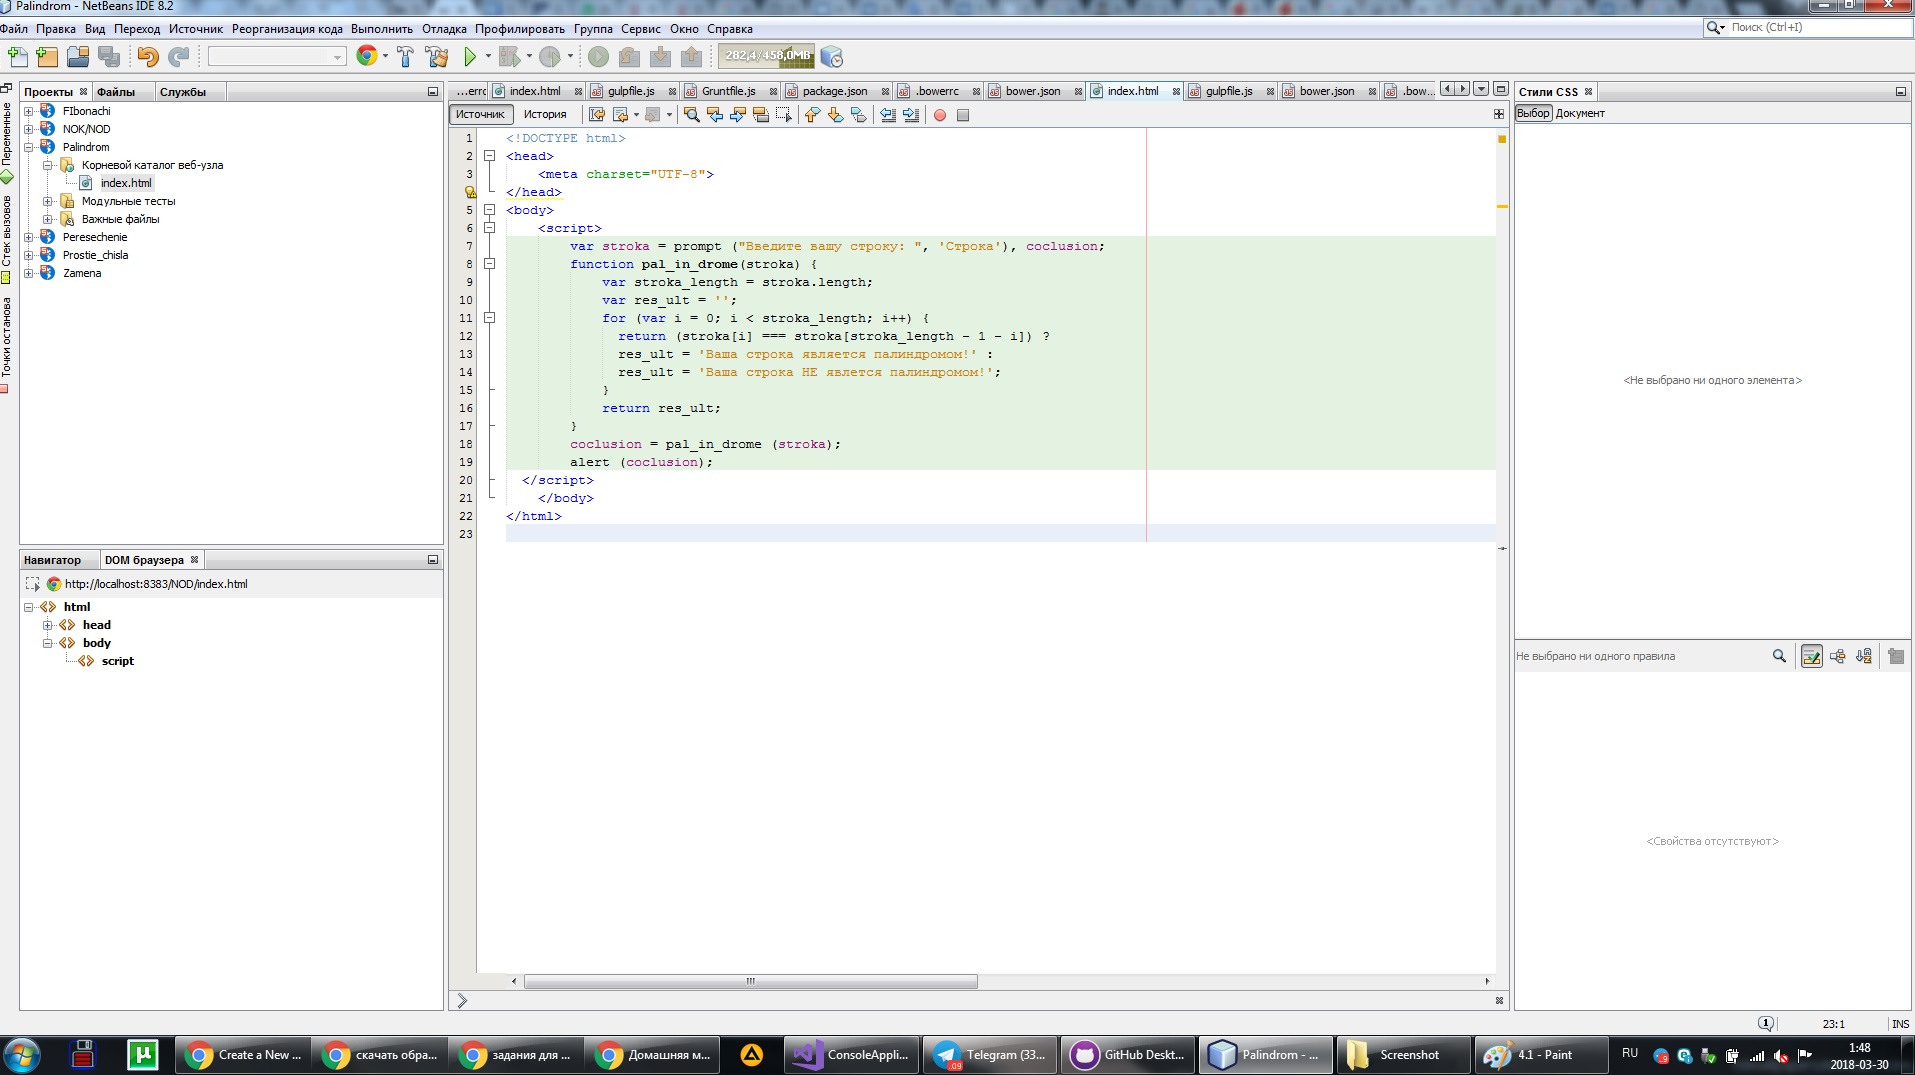 Palindrom - NetBeans IDE 8.2
Файл Правка Вид Переход Источник Реорганизация кода Выполнить Отладка Профилировать Группа Сервис Окно Справка
Поиск (Ctrl+I)
282,4/458,0MB
Проекты Файлы Службы
FIbonachi
NOK/NOD
Palindrom
Корневой каталог веб-узла
index.html
Модульные тесты
Важные файлы
Peresechenie
Prostie_chisla
Zamena
Переменные
Стек вызовов
Точки останова
Навигатор DOM браузера
http://localhost:8383/NOD/index.html
html
head
body
script
...erc index.html gulpfile.js Gruntfile.js package.json .bowerrc bower.json index.html gulpfile.js bower.json .bow...
Источник История
1 <!DOCTYPE html>
2 <head>
3 <meta charset="UTF-8">
</head>
5 <body>
6 <script>
7 var stroka = prompt ("Введите вашу строку: ", 'Строка'), coclusion;
8 function pal_in_drome(stroka) {
9 var stroka_length = stroka.length;
10 var res_ult = '';
11 for (var i = 0; i < stroka_length; i++) {
12 return (stroka[i] === stroka[stroka_length - 1 - i]) ?
13 res_ult = 'Ваша строка является палиндромом!' :
14 res_ult = 'Ваша строка НЕ явлется палиндромом!';
15 }
16 return res_ult;
17 }
18 coclusion = pal_in_drome (stroka);
19 alert (coclusion);
20 </script>
21 </body>
22 </html>
23
Стили CSS
Выбор Документ
<Не выбрано ни одного элемента>
Не выбрано ни одного правила
<Свойства отсутствуют>
1 23:1 INS
Create a New ... скачать обра... задания для ... Домашняя м... ConsoleAppli... Telegram (33... GitHub Deskt... Palindrom - ... Screenshot 4.1 - Paint RU 1:48
2018-03-30